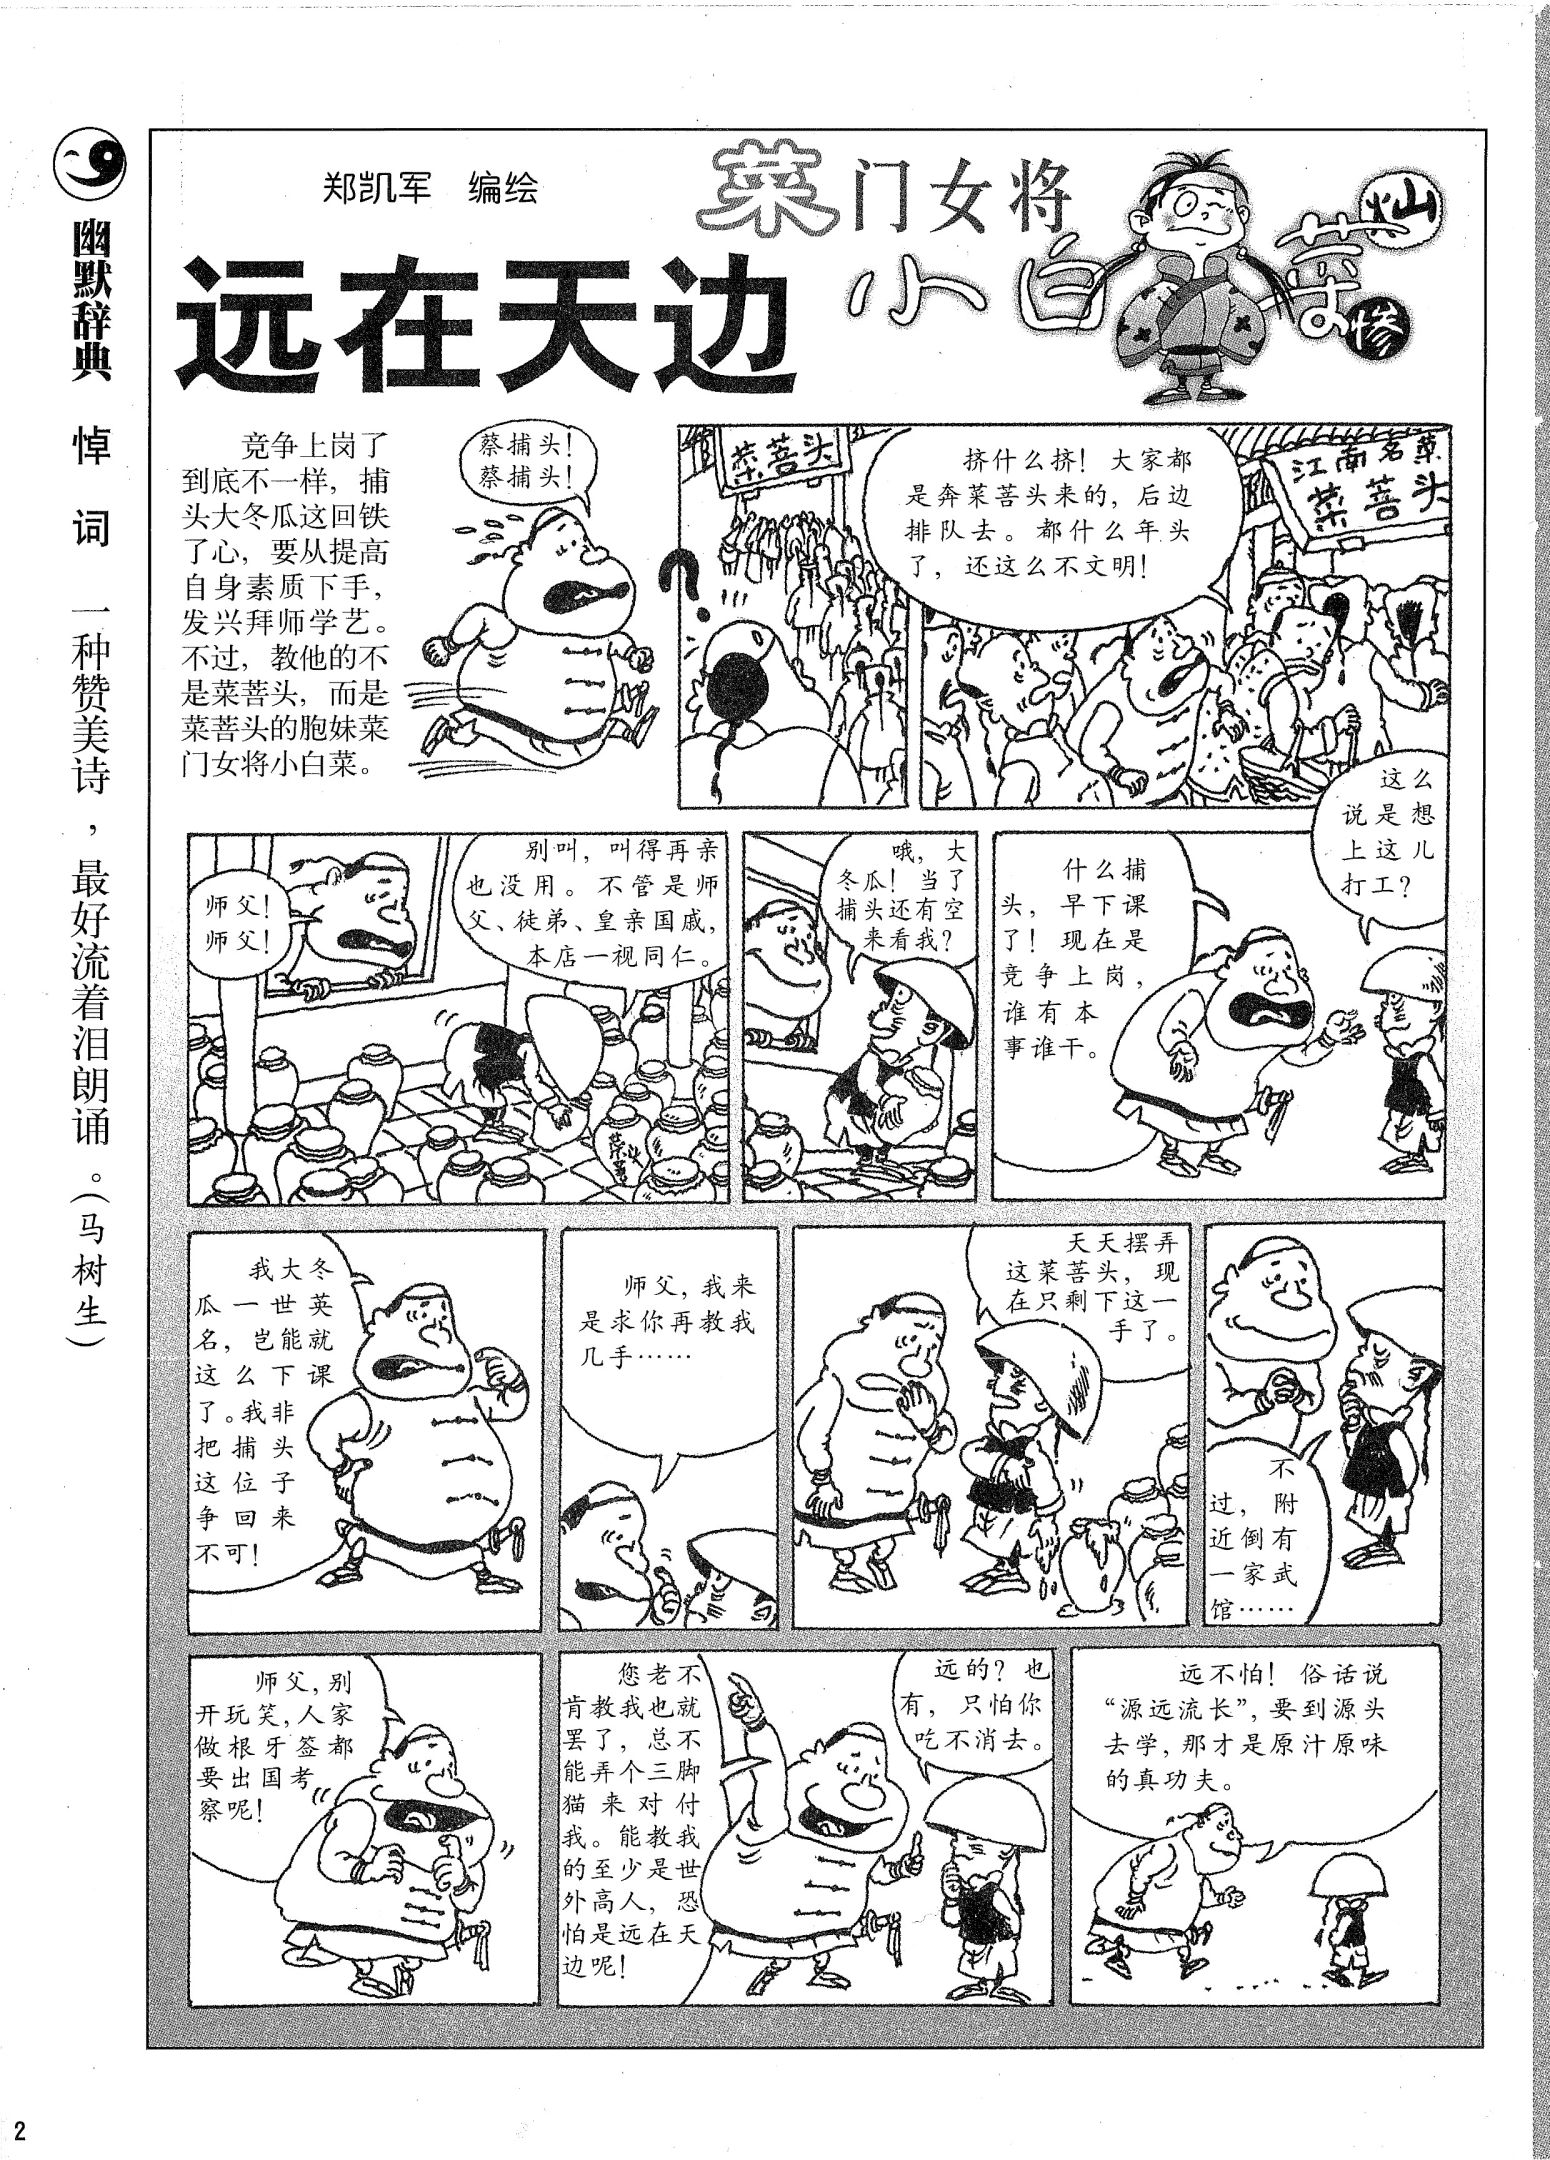 幽默辞典 悼 词 一种赞美诗，最好流着泪朗诵。（马树生）
郑凯军 编绘
菜门女将
小白菜
灿
惨
远在天边
竞争上岗了
到底不一样，捕
头大冬瓜这回铁
了心，要从提高
自身素质下手，
发兴拜师学艺。
不过，教他的不
是菜菩头，而是
菜菩头的胞妹菜
门女将小白菜。
蔡捕头！
蔡捕头！
？
菜菩头
挤什么挤！大家都
是奔菜菩头来的，后边
排队去。都什么年头
了，还这么不文明！
江南名菜
菜菩头
师父！
师父！
别叫，叫得再亲
也没用。不管是师
父、徒弟、皇亲国戚，
本店一视同仁。
菜菩头
哦，大
冬瓜！当了
捕头还有空
来看我？
什么捕
头，早下课
了！现在是
竞争上岗，
谁有本
事谁干。
这么
说是想
上这儿
打工？
我大冬
瓜一世英
名，岂能就
这么下课
了。我非
把捕头
这位子
争回来
不可！
师父，我来
是求你再教我
几手……
天天摆弄
这菜菩头，现
在只剩下这一
手了。
不
过，附
近倒有
一家武
馆……
师父，别
开玩笑，人家
做根牙签都
要出国考
察呢！
您老不
肯教我也就
罢了，总不
能弄个三脚
猫来对付
我。能教我
的至少是世
外高人，恐
怕是远在天
边呢！
远的？也
有，只怕你
吃不消去。
远不怕！俗话说
“源远流长”，要到源头
去学，那才是原汁原味
的真功夫。
2